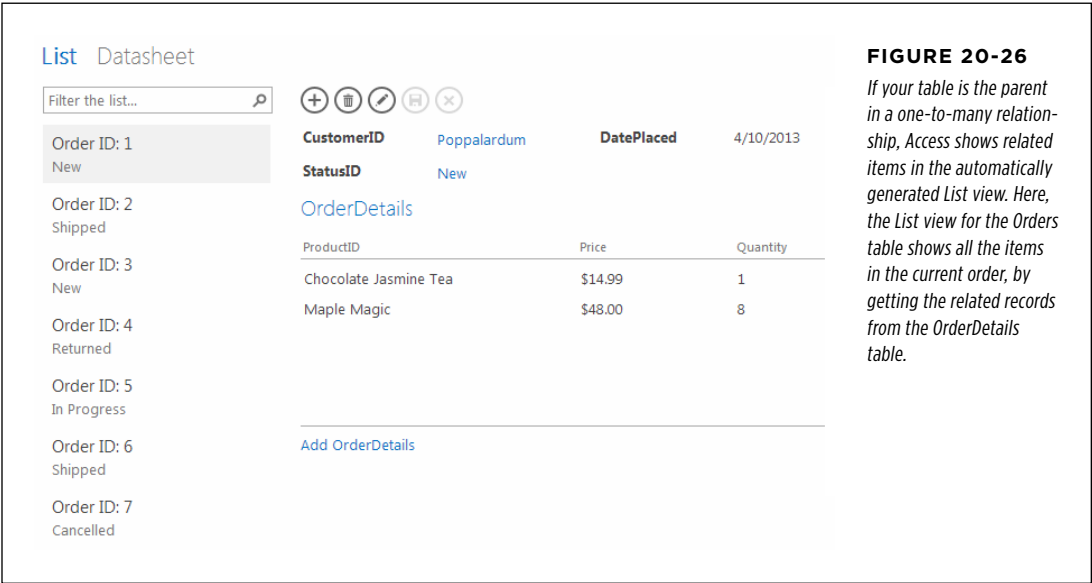 List Datasheet
Filter the list...
Order ID: 1
New
Order ID: 2
Shipped
Order ID: 3
New
Order ID: 4
Returned
Order ID: 5
In Progress
Order ID: 6
Shipped
Order ID: 7
Cancelled
CustomerID Poppalardum DatePlaced 4/10/2013
StatusID New
OrderDetails
ProductID Price Quantity
Chocolate Jasmine Tea $14.99 1
Maple Magic $48.00 8
Add OrderDetails
FIGURE 20-26
If your table is the parent
in a one-to-many relation-
ship, Access shows related
items in the automatically
generated List view. Here,
the List view for the Orders
table shows all the items
in the current order, by
getting the related records
from the OrderDetails
table.